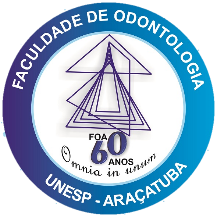 FACULDADE DE ODONTOLOGIA
FOA
60
ANOS
Omnia in unum
UNESP - ARAÇATUBA